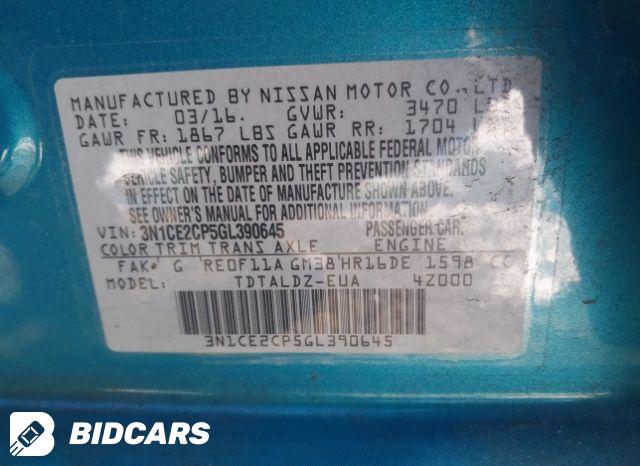 MANUFACTURED BY NISSAN MOTOR CO., LTD
DATE: 03/16. GVWR: 3470
GAWR FR: 1867 LBS GAWR RR: 1704
THIS VEHICLE CONFORMS TO ALL APPLICABLE FEDERAL MOTOR
VEHICLE SAFETY, BUMPER AND THEFT PREVENTION STANDARDS
IN EFFECT ON THE DATE OF MANUFACTURE SHOWN ABOVE.
SEE OWNER'S MANUAL FOR ADDITIONAL INFORMATION.
VIN: 3N1CE2CP5GL390645 PASSENGER CAR.
COLOR TRIM TRANS AXLE ENGINE
FAK G RE0F11A GM38 HR16DE 1598 CC
MODEL: TDTALDZ-EUA 4Z000
3N1CE2CP5GL390645
BIDCARS